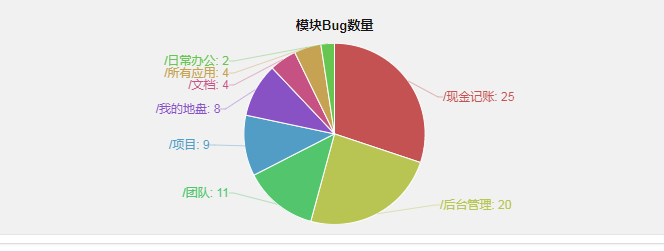 模块Bug数量
/日常办公: 2
/所有应用: 4
/文档: 4
/我的地盘: 8
/现金记账: 25
/项目: 9
/团队: 11
/后台管理: 20